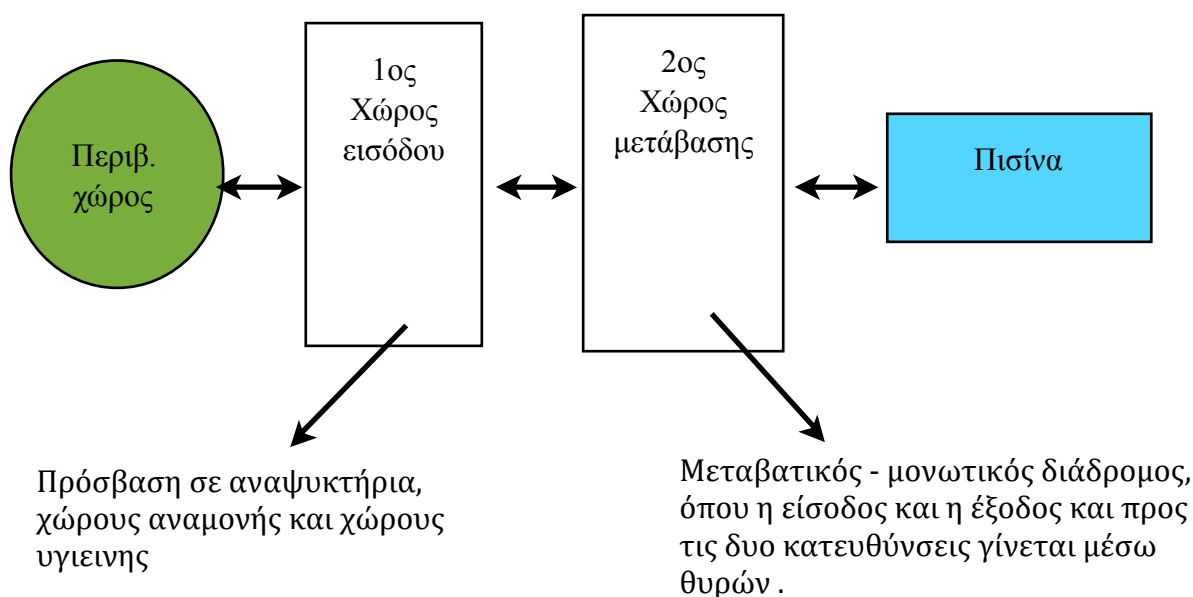 Περιβ.
χώρος
1ος
Χώρος
εισόδου
2ος
Χώρος
μετάβασης
Πισίνα
Πρόσβαση σε αναψυκτήρια,
χώρους αναμονής και χώρους
υγιεινης
Μεταβατικός - μονωτικός διάδρομος,
όπου η είσοδος και η έξοδος και προς
τις δυο κατευθύνσεις γίνεται μέσω
θυρών .